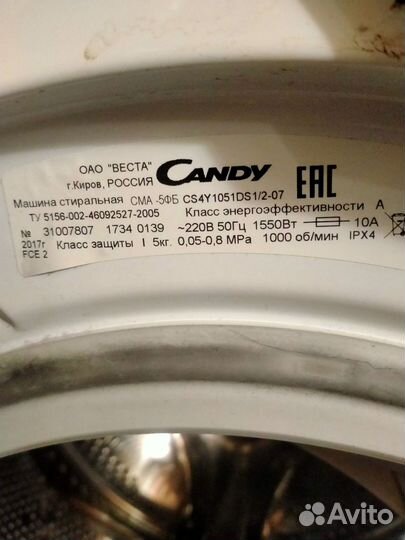 ОАО "ВЕСТА" CANDY EAC
г.Киров, РОССИЯ
Машина стиральная СМА -5ФБ CS4Y1051DS1/2-07
ТУ 5156-002-46092527-2005 Класс энергоэффективности А
№ 31007807 1734 0139 ~220В 50Гц 1550Вт 10А
2017г Класс защиты I 5кг. 0,05-0,8 МРа 1000 об/мин IPX4
FCE 2
Avito